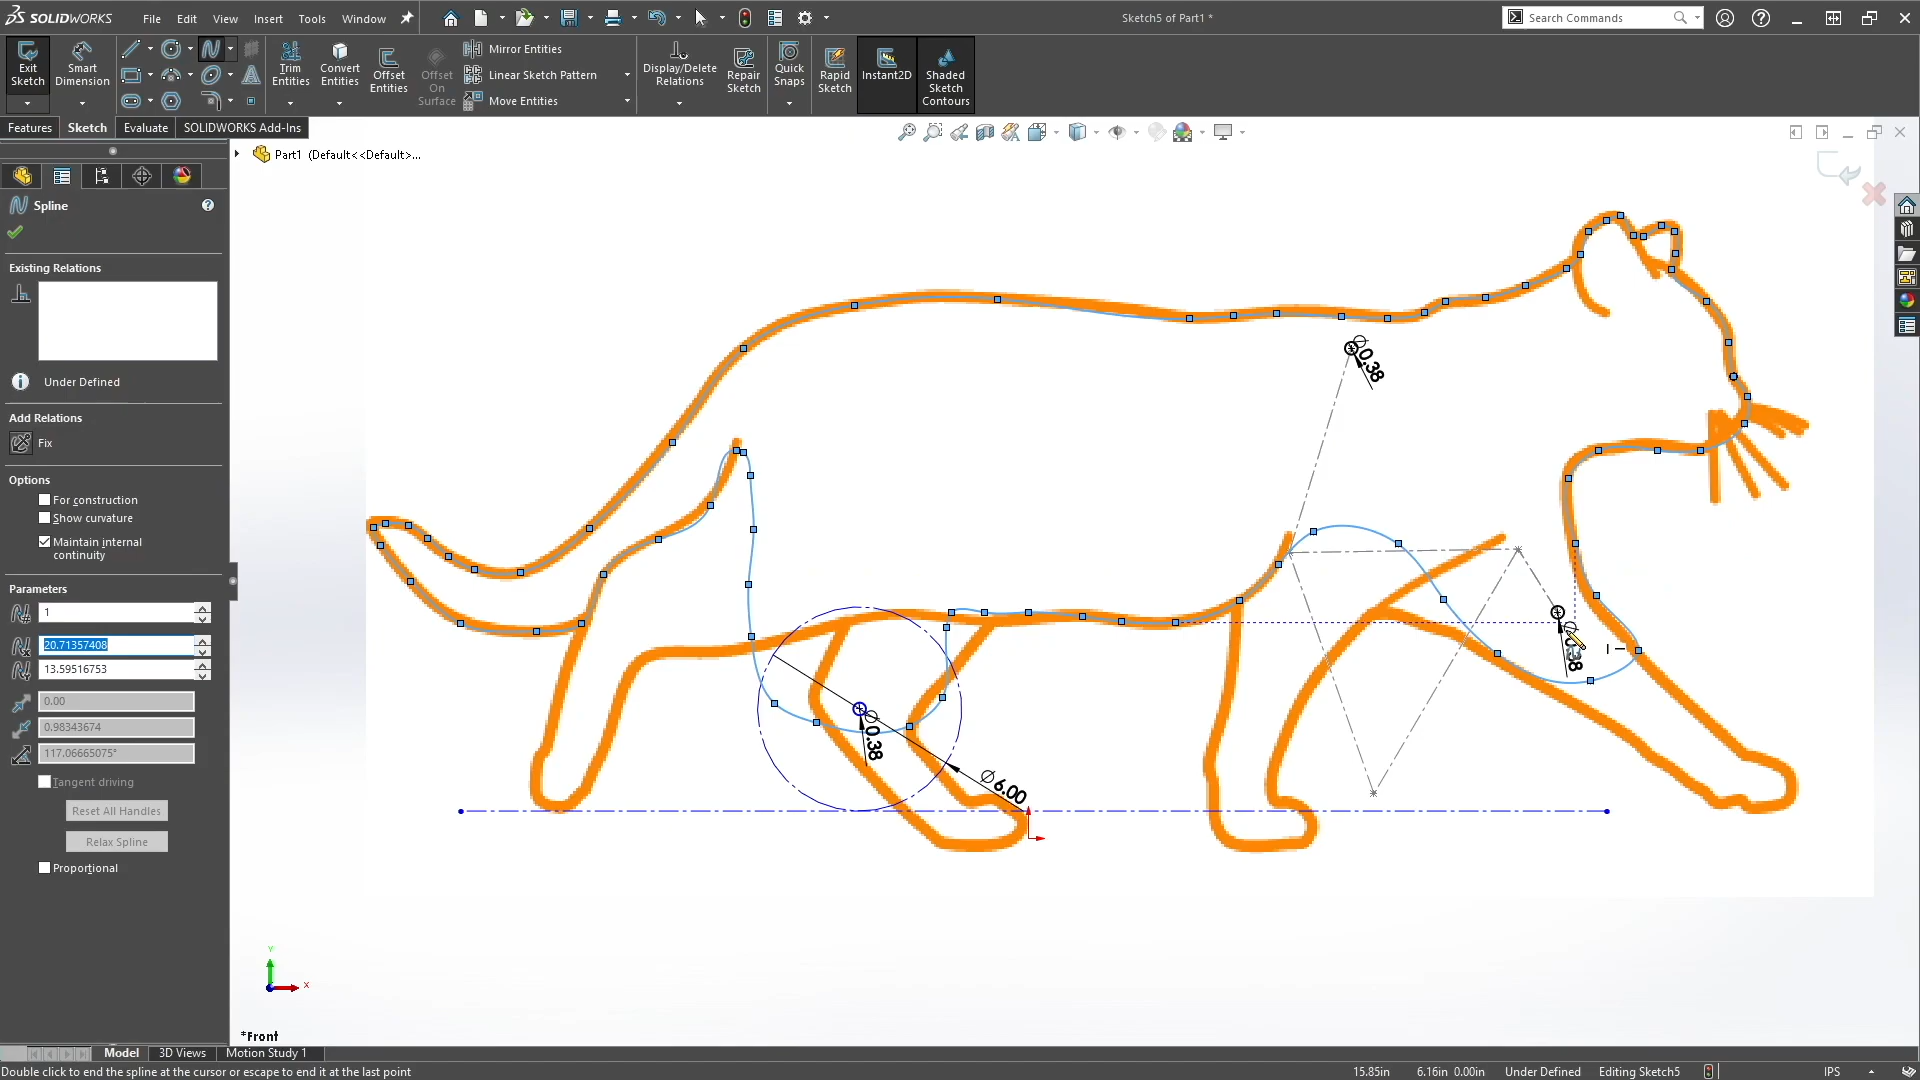 SOLIDWORKS File Edit View Insert Tools Window Sketch5 of Part1 * Search Commands
Exit Sketch
Smart Dimension
Trim Entities
Convert Entities
Offset Entities
Offset On Surface
Mirror Entities
Linear Sketch Pattern
Move Entities
Display/Delete Relations
Repair Sketch
Quick Snaps
Rapid Sketch
Instant2D
Shaded Sketch Contours
Features Sketch Evaluate SOLIDWORKS Add-Ins
Part1 (Default<<Default>...
Spline
Existing Relations
Under Defined
Add Relations
Fix
Options
For construction
Show curvature
Maintain internal
continuity
Parameters
1
20.71357408
13.59516753
0.00
0.98343674
117.06665075°
Tangent driving
Reset All Handles
Relax Spline
Proportional
∅0.38
∅0.38
∅0.38
∅6.00
Y
X
*Front
Model 3D Views Motion Study 1
Double click to end the spline at the cursor or escape to end it at the last point 15.85in 6.16in 0.00in Under Defined Editing Sketch5 IPS